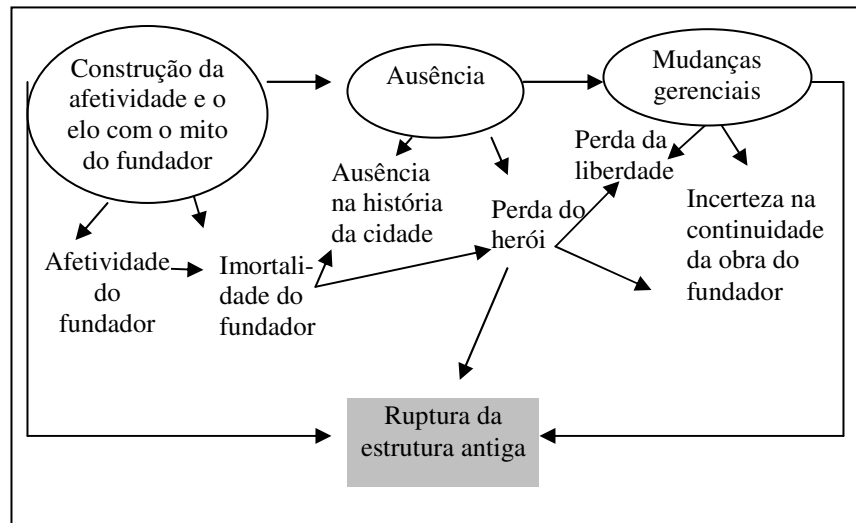 Construção da
afetividade e o
elo com o mito
do fundador
Ausência
Mudanças
gerenciais
Afetividade
do
fundador
Imortali-
dade do
fundador
Ausência
na história
da cidade
Perda do
herói
Perda da
liberdade
Incerteza na
continuidade
da obra do
fundador
Ruptura da
estrutura antiga